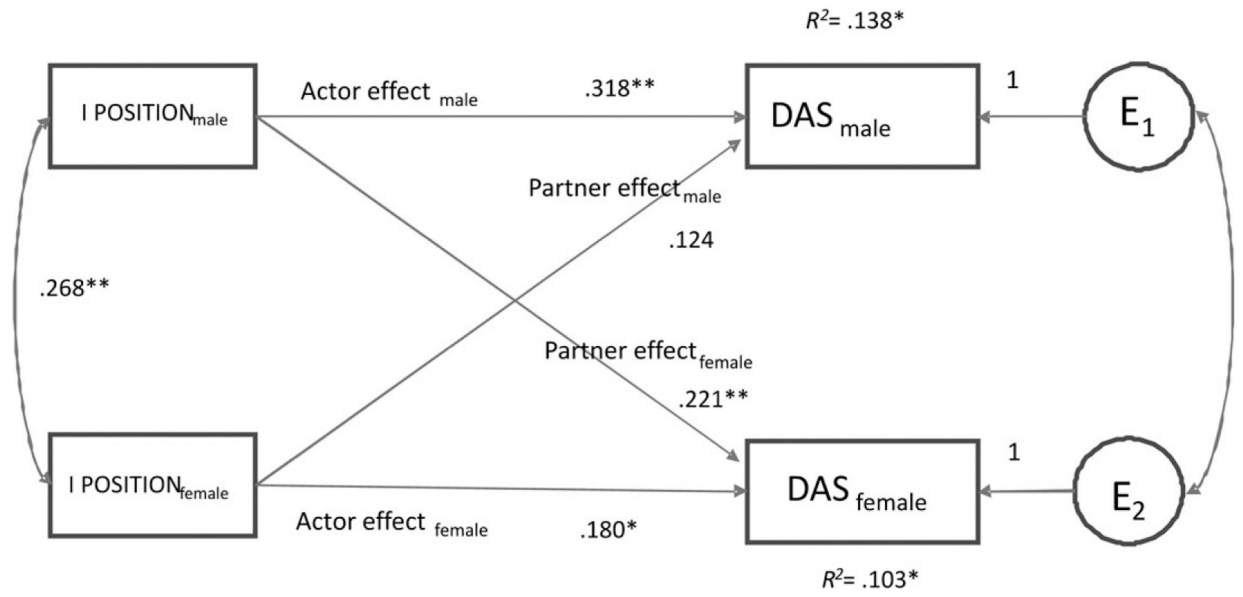 R²= .138*
Actor effect male .318** 1
I POSITIONmale DAS male E1
Partner effectmale
.124
.268**
Partner effectfemale
.221**
1
I POSITIONfemale DAS female E2
Actor effect female .180*
R²= .103*